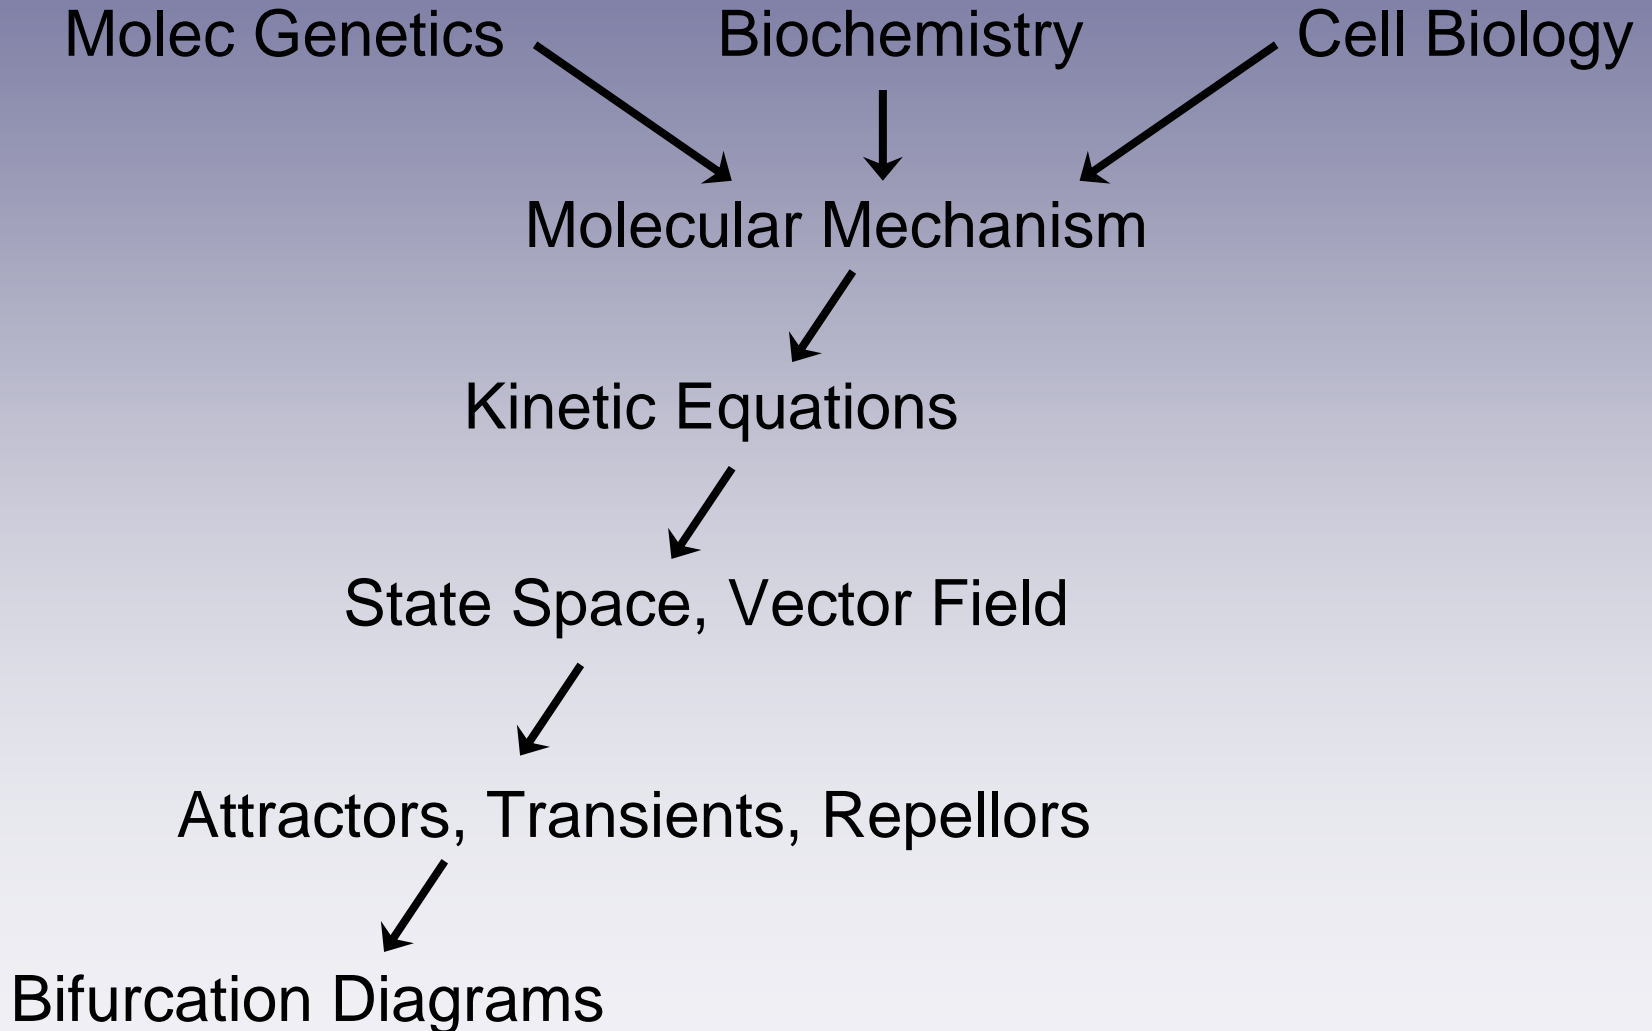 Molec Genetics Biochemistry Cell Biology
Molecular Mechanism
Kinetic Equations
State Space, Vector Field
Attractors, Transients, Repellors
Bifurcation Diagrams